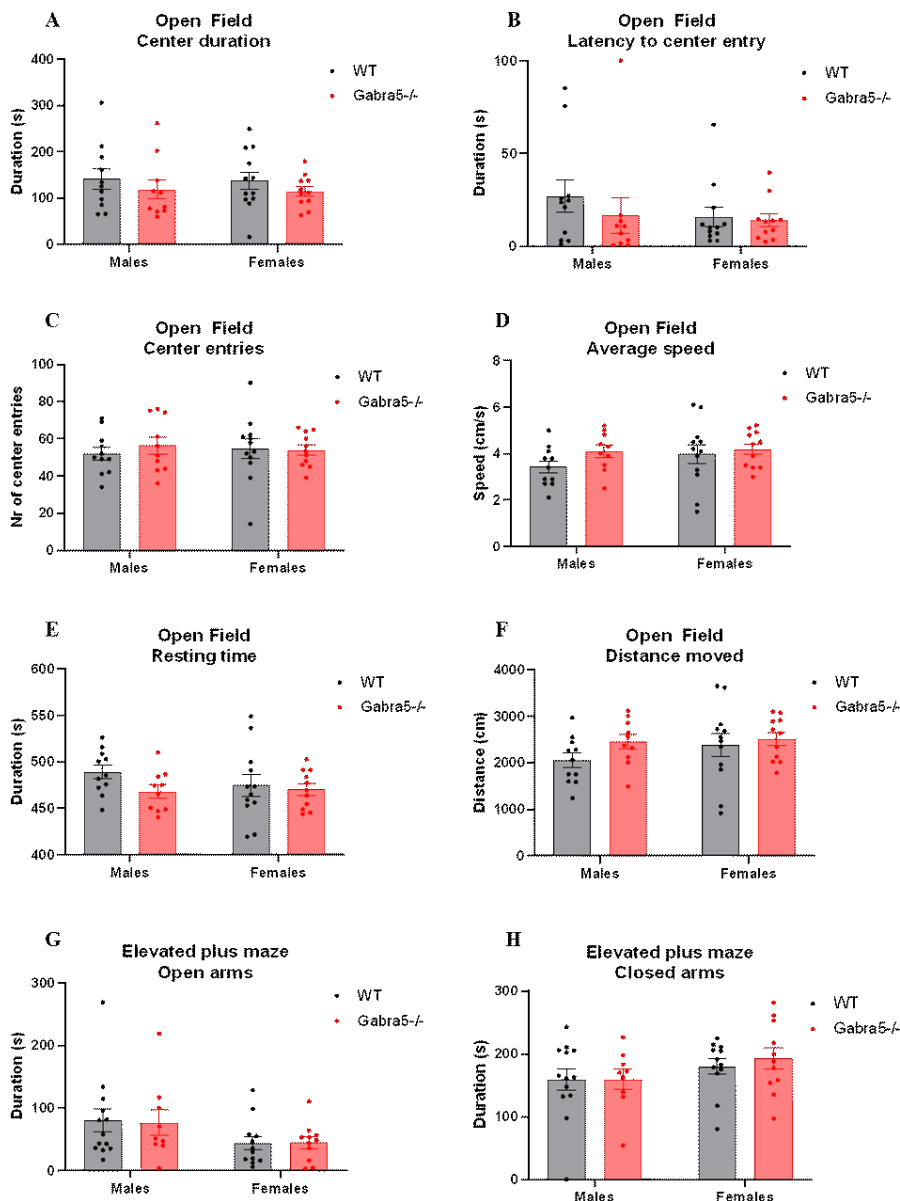 A
Open Field
Center duration
400
300
200
100
0
Duration (s)
Males
Females
WT
Gabra5-/-
B
Open Field
Latency to center entry
100
50
0
Duration (s)
Males
Females
WT
Gabra5-/-
C
Open Field
Center entries
100
80
60
40
20
0
Nr of center entries
Males
Females
WT
Gabra5-/-
D
Open Field
Average speed
8
6
4
2
0
Speed (cm/s)
Males
Females
WT
Gabra5-/-
E
Open Field
Resting time
600
550
500
450
400
Duration (s)
Males
Females
WT
Gabra5-/-
F
Open Field
Distance moved
4000
3000
2000
1000
0
Distance (cm)
Males
Females
WT
Gabra5-/-
G
Elevated plus maze
Open arms
300
200
100
0
Duration (s)
Males
Females
WT
Gabra5-/-
H
Elevated plus maze
Closed arms
300
200
100
0
Duration (s)
Males
Females
WT
Gabra5-/-